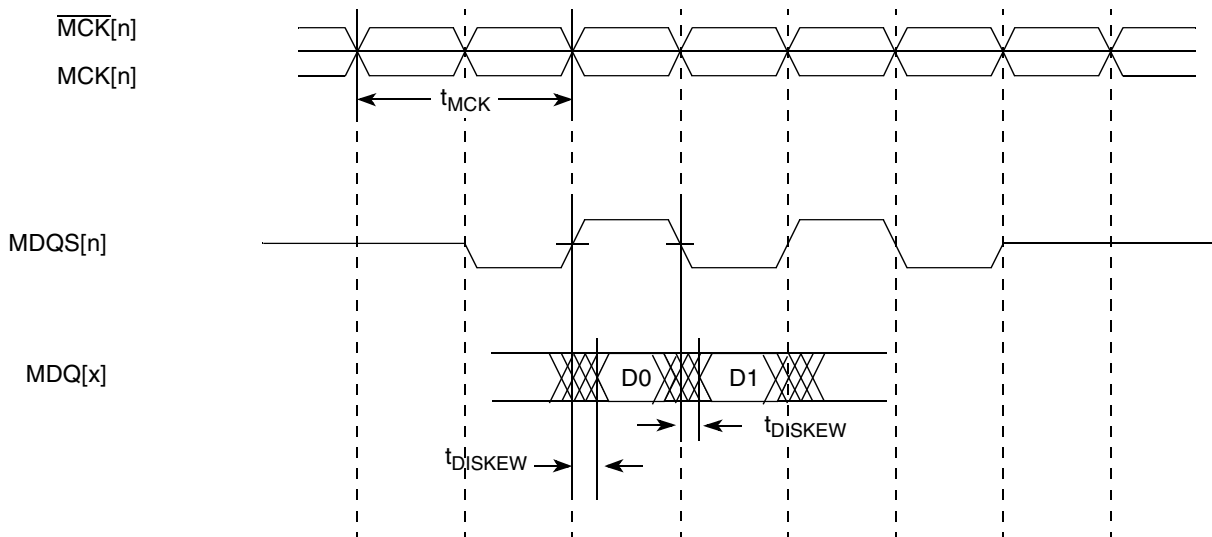 MCK[n]
MCK[n]
tMCK
MDQS[n]
MDQ[x]
D0
D1
tDISKEW
tDISKEW